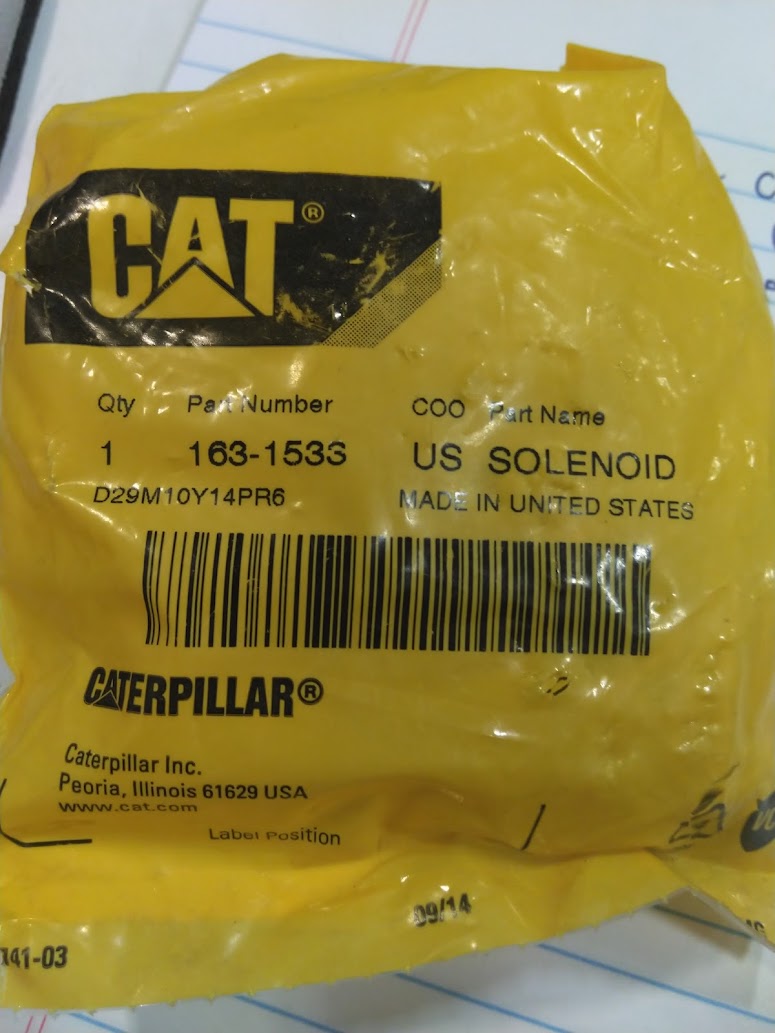 CAT®
Qty Part Number COO Part Name
1 163-1533 US SOLENOID
D29M10Y14PR6 MADE IN UNITED STATES
CATERPILLAR®
Caterpillar Inc.
Peoria, Illinois 61629 USA
www.cat.com
Label Position
09/14
41-03